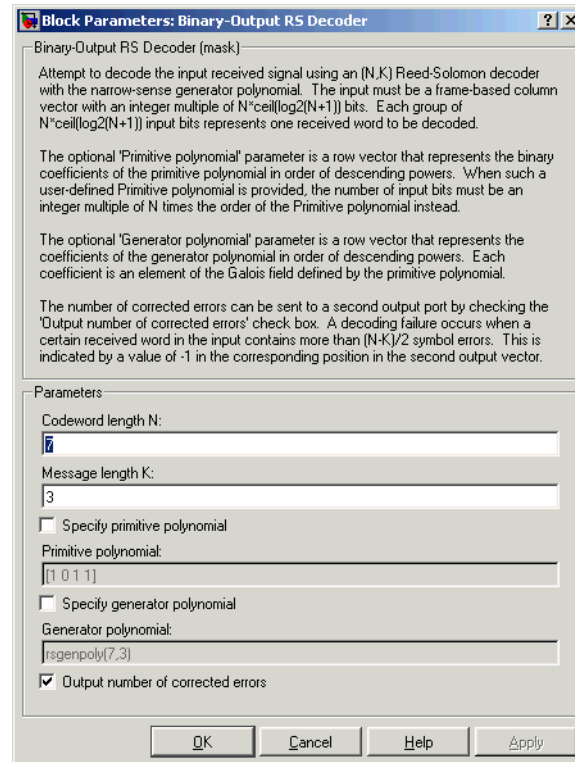 Block Parameters: Binary-Output RS Decoder
Binary-Output RS Decoder (mask)
Attempt to decode the input received signal using an (N,K) Reed-Solomon decoder
with the narrow-sense generator polynomial. The input must be a frame-based column
vector with an integer multiple of N*ceil(log2(N+1)) bits. Each group of
N*ceil(log2(N+1)) input bits represents one received word to be decoded.
The optional 'Primitive polynomial' parameter is a row vector that represents the binary
coefficients of the primitive polynomial in order of descending powers. When such a
user-defined Primitive polynomial is provided, the number of input bits must be an
integer multiple of N times the order of the Primitive polynomial instead.
The optional 'Generator polynomial' parameter is a row vector that represents the
coefficients of the generator polynomial in order of descending powers. Each
coefficient is an element of the Galois field defined by the primitive polynomial.
The number of corrected errors can be sent to a second output port by checking the
'Output number of corrected errors' check box. A decoding failure occurs when a
certain received word in the input contains more than (N-K)/2 symbol errors. This is
indicated by a value of -1 in the corresponding position in the second output vector.
Parameters
Codeword length N:
7
Message length K:
3
Specify primitive polynomial
Primitive polynomial:
[1 0 1 1]
Specify generator polynomial
Generator polynomial:
rsgenpoly(7,3)
Output number of corrected errors
OK Cancel Help Apply